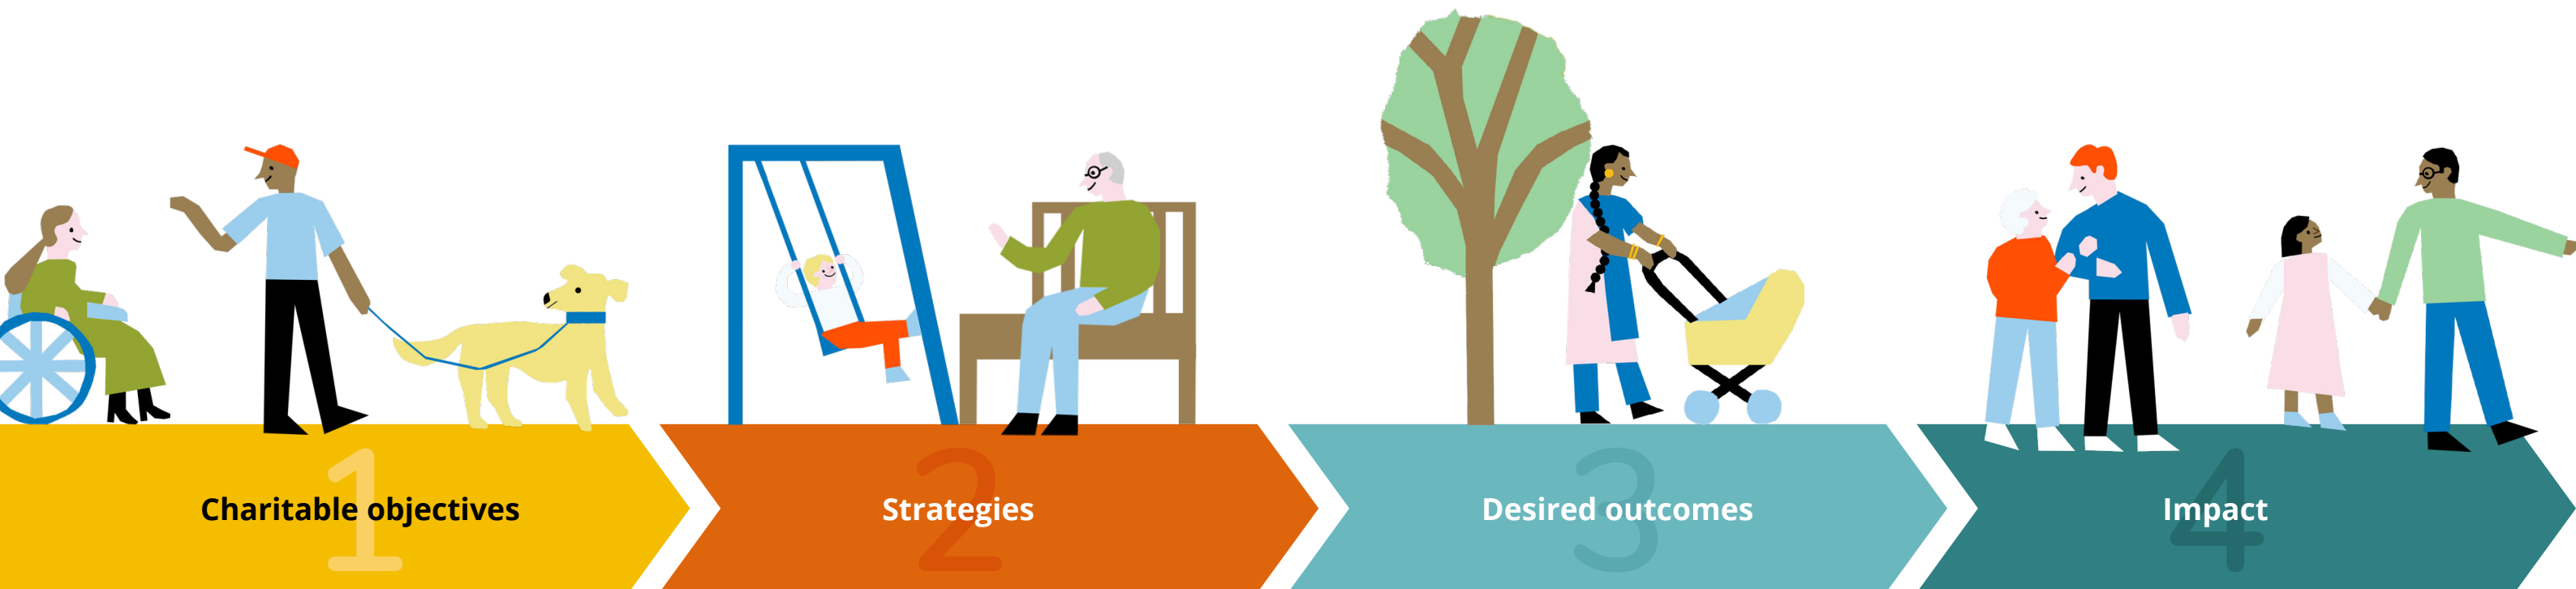 1
Charitable objectives
2
Strategies
3
Desired outcomes
4
Impact